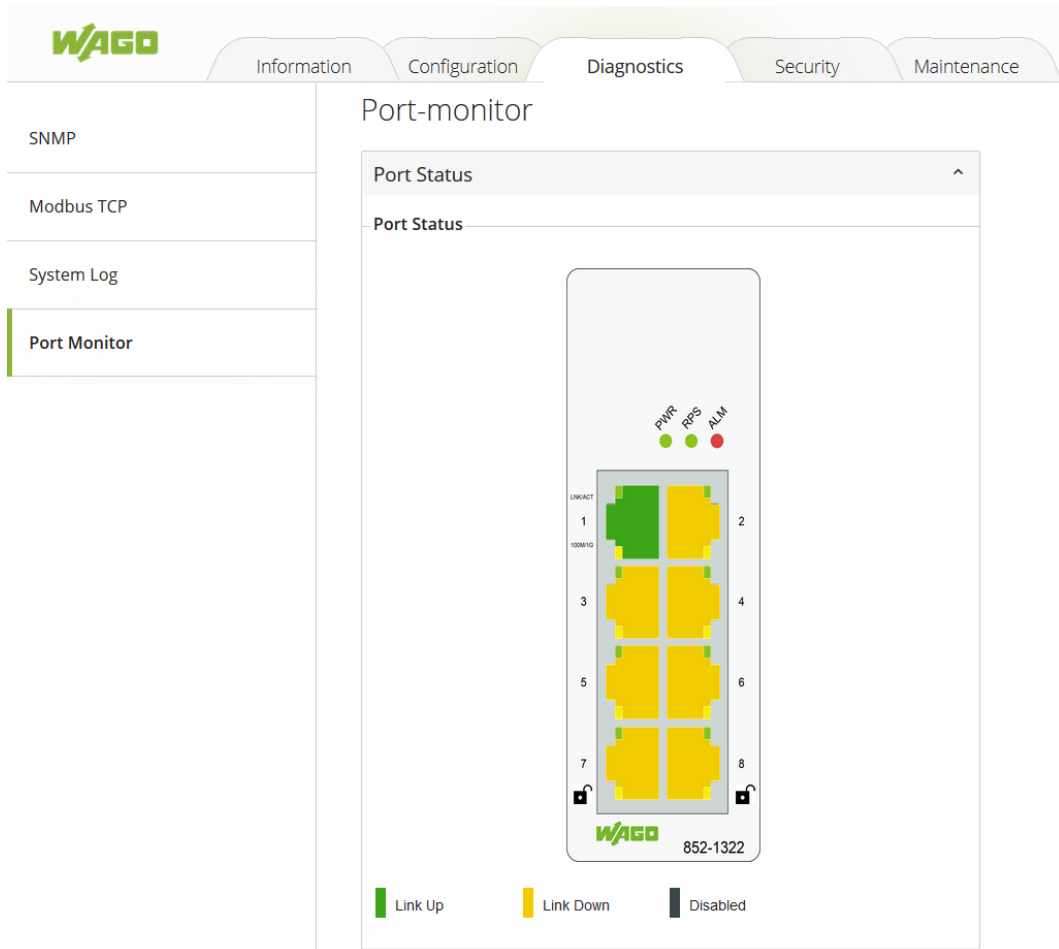 WAGO
Information Configuration Diagnostics Security Maintenance
Port-monitor
SNMP
Modbus TCP
System Log
Port Monitor
Port Status
Port Status
PWR RPS ALM
LNK/ACT
1 2
100M/1G
3 4
5 6
7 8
WAGO
852-1322
Link Up Link Down Disabled